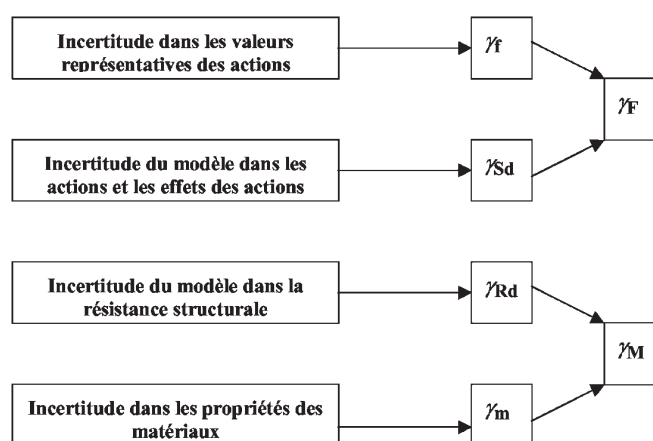 Incertitude dans les valeurs
représentatives des actions
γf
γF
Incertitude du modèle dans les
actions et les effets des actions
γSd
Incertitude du modèle dans la
résistance structurale
γRd
γM
Incertitude dans les propriétés des
matériaux
γm